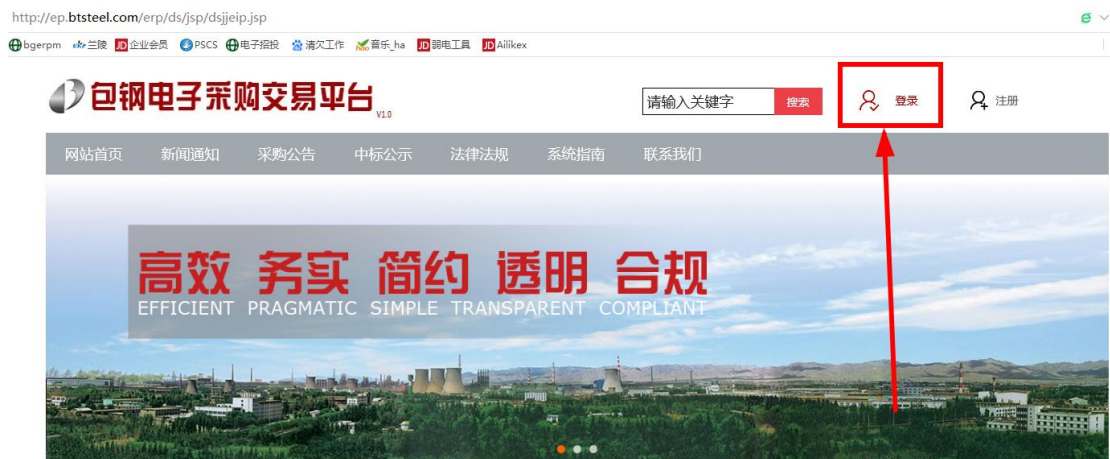 http://ep.btsteel.com/erp/ds/jsp/dsjjeip.jsp
bgerpm 兰陵 JD 企业会员 PSCS 电子招投 清欠工作 音乐_ha JD 弱电工具 JD Ailikex
包钢电子采购交易平台 V1.0
请输入关键字 搜索 登录 注册
网站首页 新闻通知 采购公告 中标公示 法律法规 系统指南 联系我们
高效 务实 简约 透明 合规
EFFICIENT PRAGMATIC SIMPLE TRANSPARENT COMPLIANT